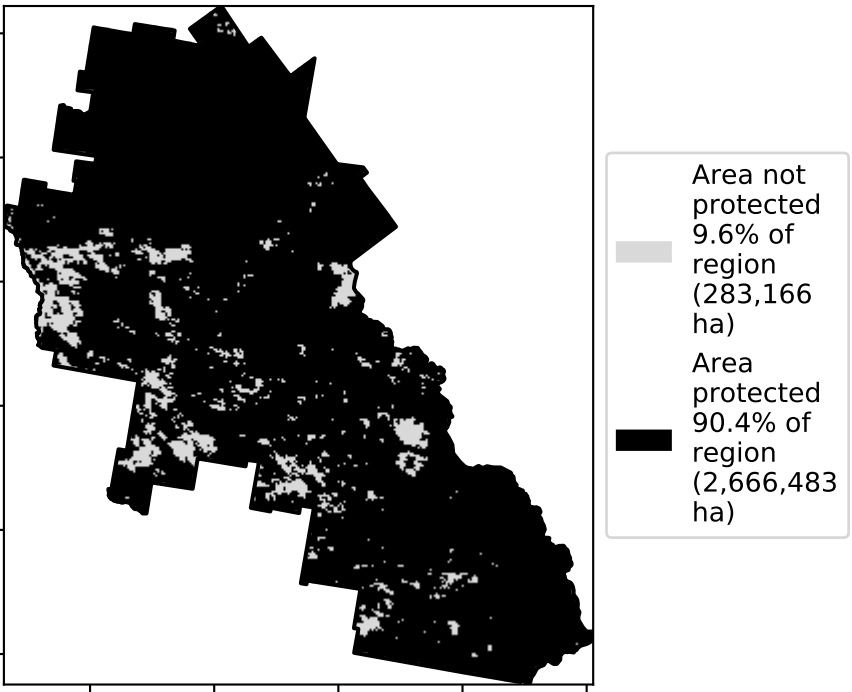 Area not
protected
9.6% of
region
(283,166
ha)
Area
protected
90.4% of
region
(2,666,483
ha)